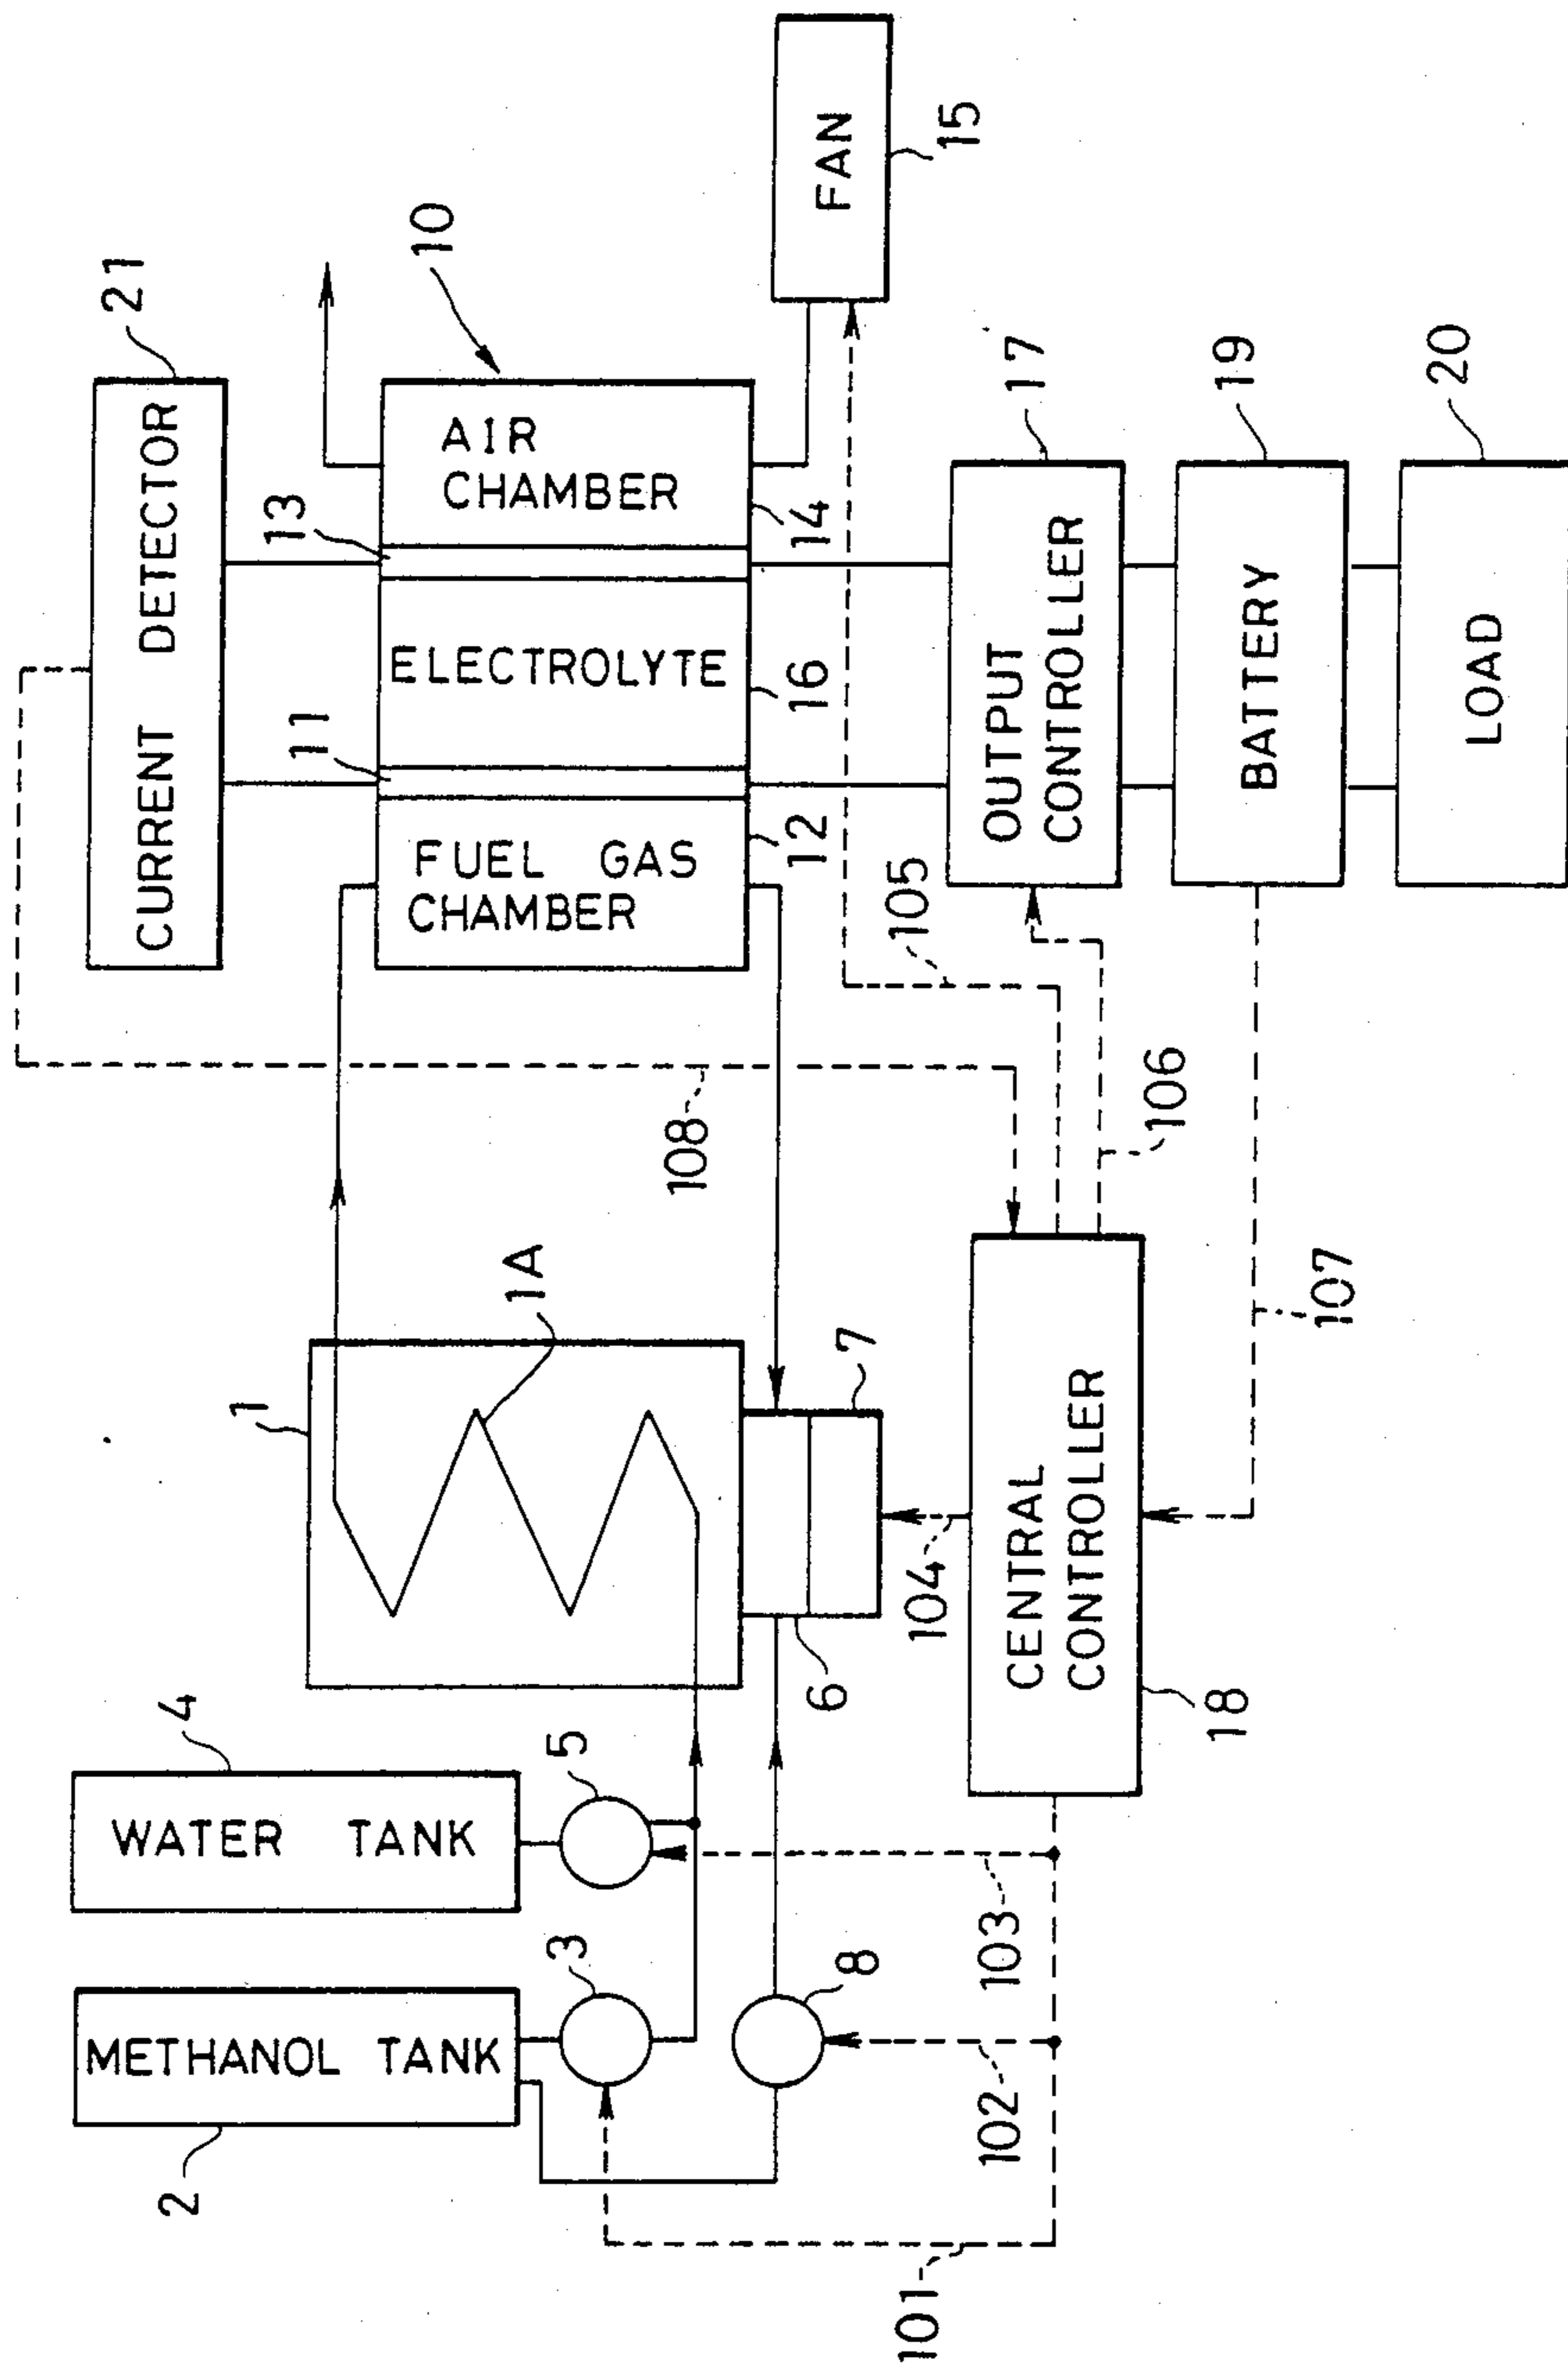 METHANOL TANK
2
WATER TANK
4
3
5
8
1
1A
6
7
CURRENT DETECTOR
21
10
11
13
FUEL GAS
CHAMBER
ELECTROLYTE
AIR
CHAMBER
12
16
14
FAN
15
CENTRAL
CONTROLLER
18
OUTPUT
CONTROLLER
17
BATTERY
19
LOAD
20
101
102
103
104
105
106
107
108